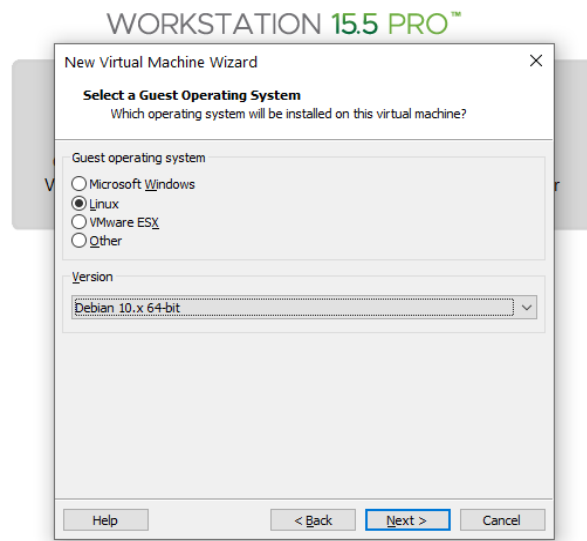 WORKSTATION 15.5 PRO™
New Virtual Machine Wizard
Select a Guest Operating System
Which operating system will be installed on this virtual machine?
Guest operating system
Microsoft Windows
Linux
VMware ESX
Other
Version
Debian 10.x 64-bit
Help
< Back
Next >
Cancel